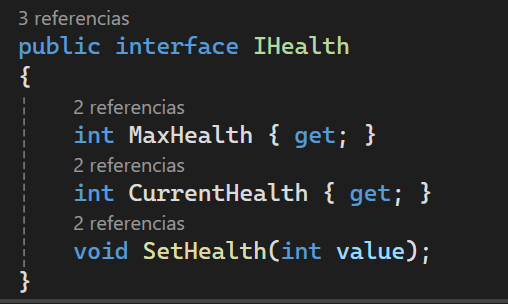 3 referencias
public interface IHealth
{
2 referencias
int MaxHealth { get; }
2 referencias
int CurrentHealth { get; }
2 referencias
void SetHealth(int value);
}